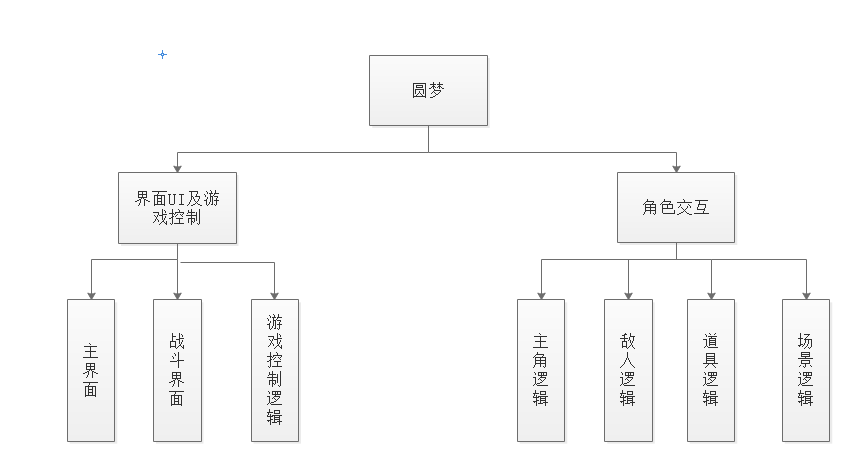 圆梦
界面UI及游
戏控制
角色交互
主界面
战斗界面
游戏控制逻辑
主角逻辑
敌人逻辑
道具逻辑
场景逻辑